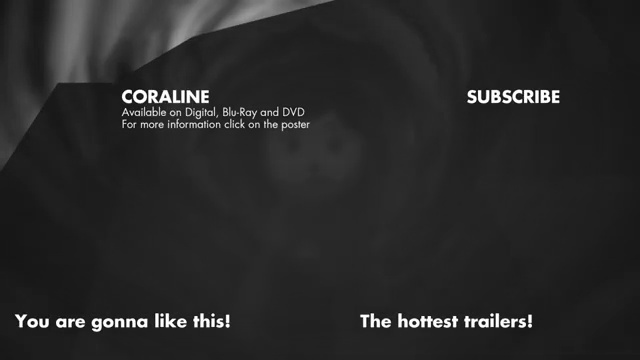 CORALINE
SUBSCRIBE
Available on Digital, Blu-Ray and DVD
For more information click on the poster
You are gonna like this!
The hottest trailers!